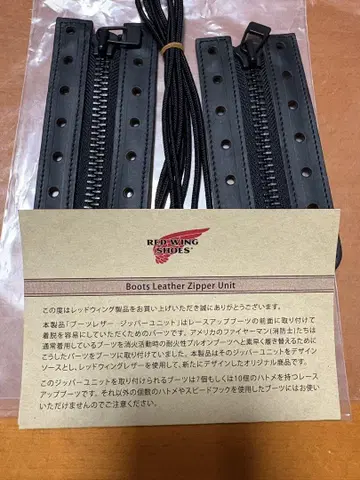 RED WING
SHOES
Boots Leather Zipper Unit
この度はレッドウィング製品をお買い上げいただき誠にありがとうございます。
本製品「ブーツレザー ジッパーユニット」はレースアップブーツの紐面に取り付けて
着脱を容易にしていただくためのパーツです。アメリカのファイヤーマン(消防士)たちは
通常着用しているブーツを消火活動時の耐火性プルオンブーツへと素早く履き替えるために
こうしたパーツをブーツに取り付けていました。本製品はそのジッパーユニットをデザイン
ソースとし、レッドウィングレザーを使用して、新たにデザインしたオリジナル商品です。
このジッパーユニットを取り付けられるブーツは7個もしくは10個のハトメを持つレース
アップブーツです。それ以外の個数のハトメやスピードフックを使用したブーツにはお使い
いただけませんのでご注意ください。